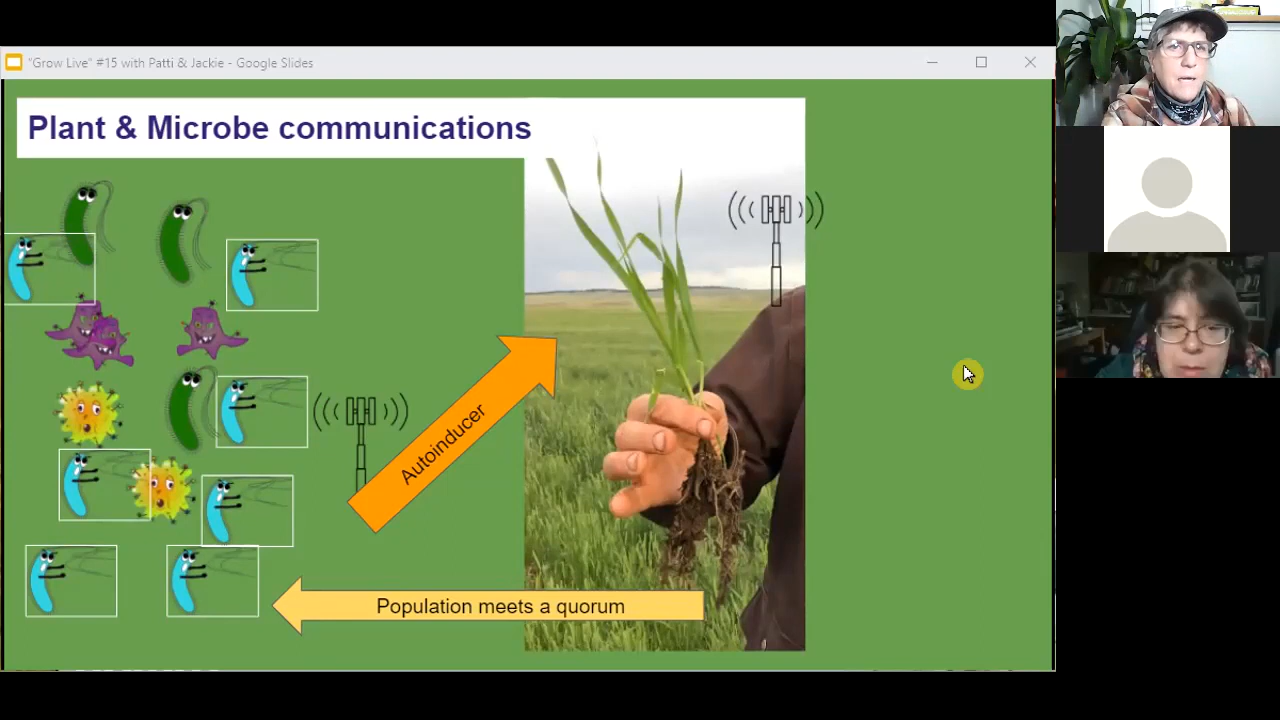 "Grow Live" #15 with Patti & Jackie - Google Slides
Plant & Microbe communications
Autoinducer
Population meets a quorum